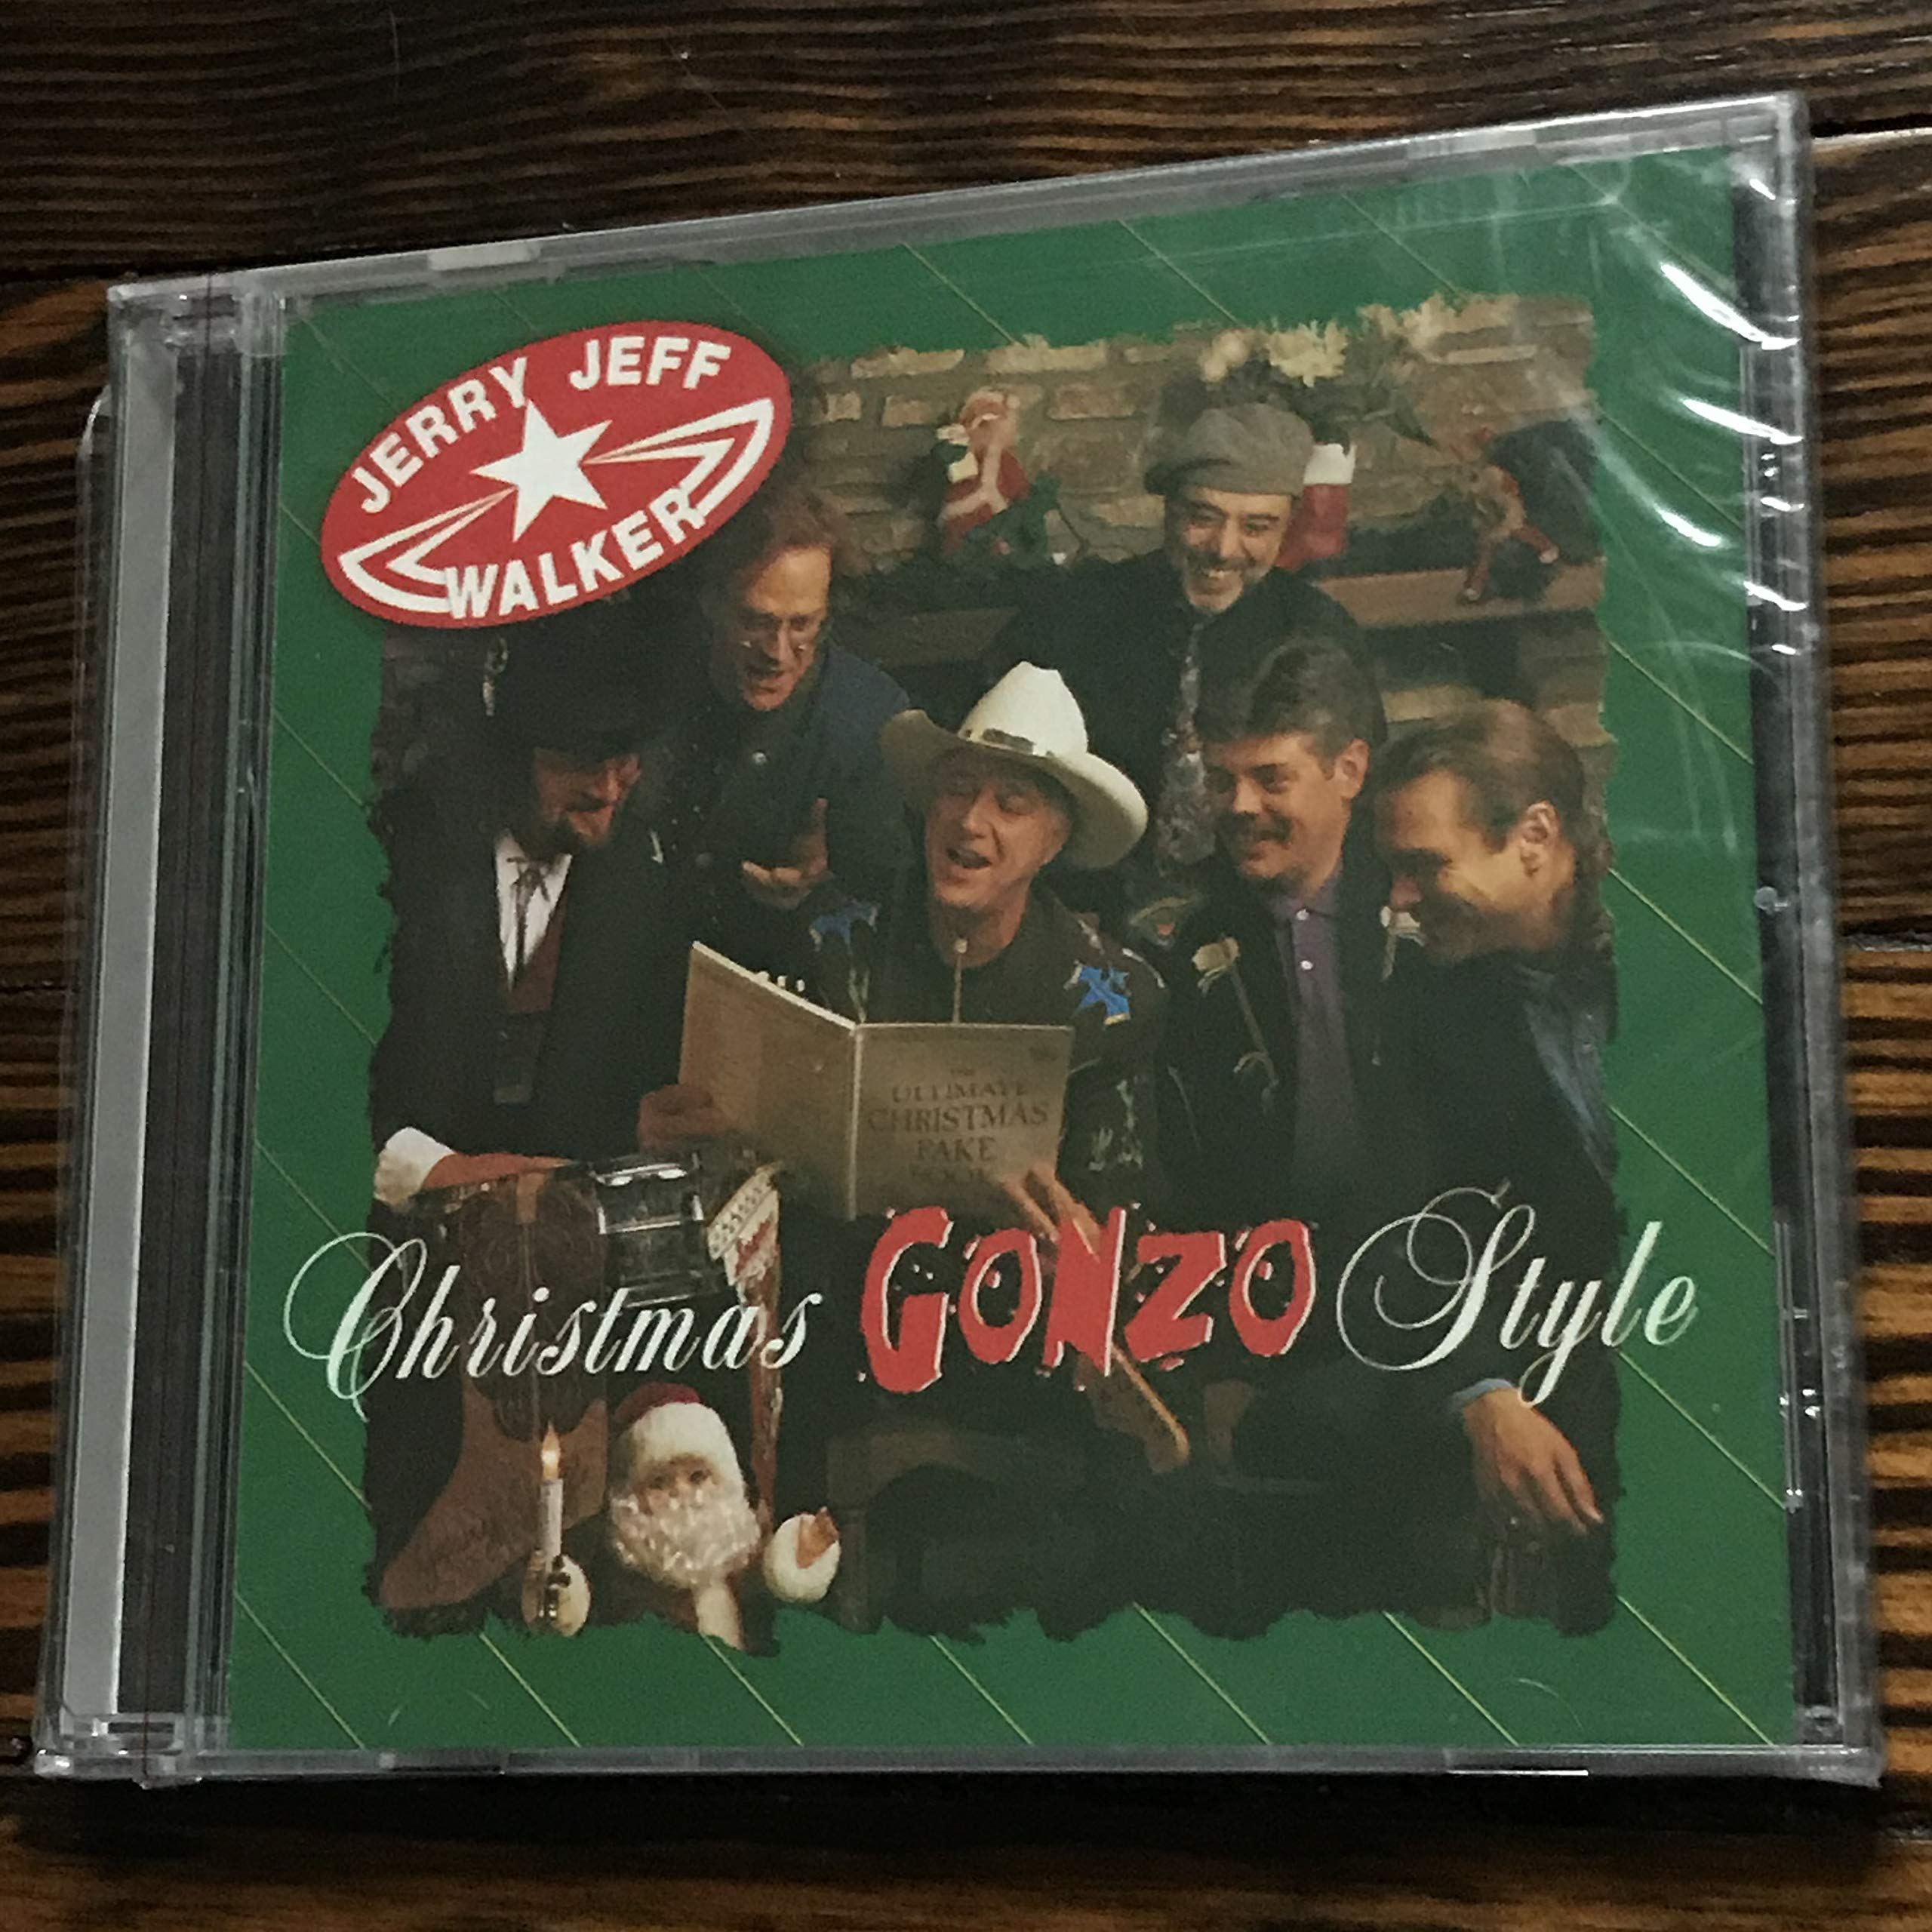 JERRY JEFF
WALKER
THE
ULTIMATE
CHRISTMAS
FAKE
BOOK
Christmas GONZO Style